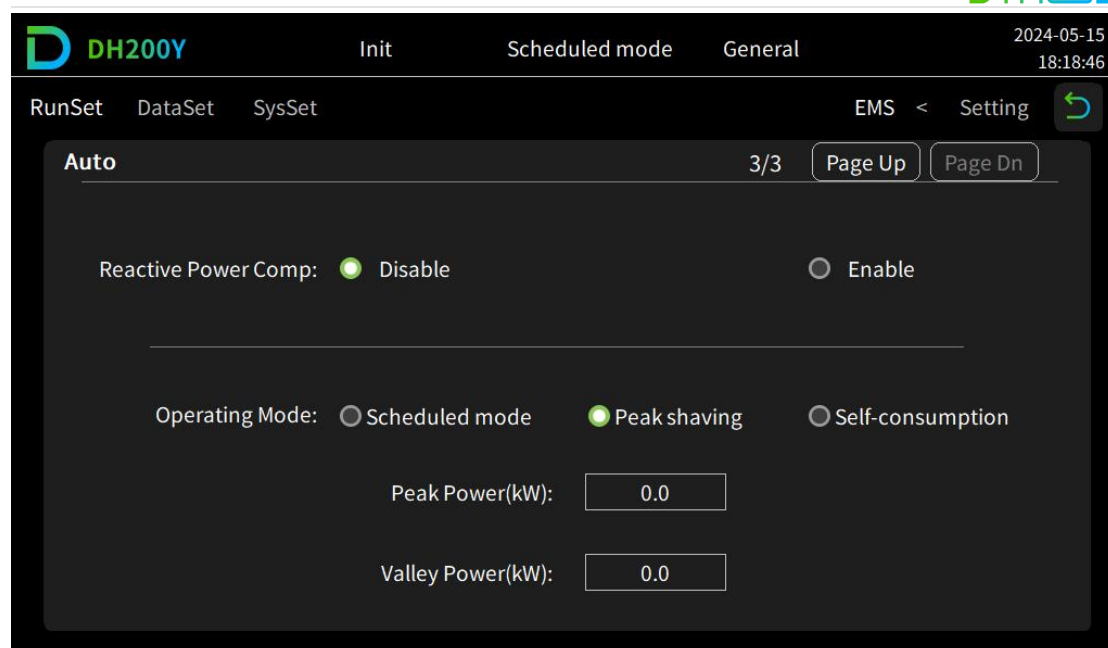 DH200Y Init Scheduled mode General 2024-05-15
18:18:46
RunSet DataSet SysSet EMS < Setting
Auto 3/3 Page Up Page Dn
Reactive Power Comp: Disable Enable
Operating Mode: Scheduled mode Peak shaving Self-consumption
Peak Power(kW): 0.0
Valley Power(kW): 0.0